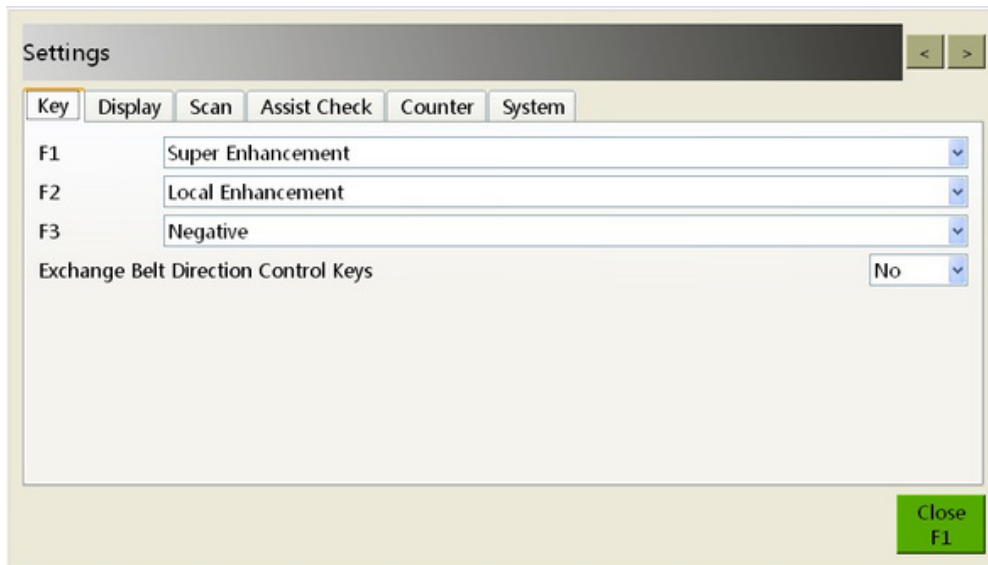 Settings < >
Key Display Scan Assist Check Counter System
F1 Super Enhancement
F2 Local Enhancement
F3 Negative
Exchange Belt Direction Control Keys No
Close
F1